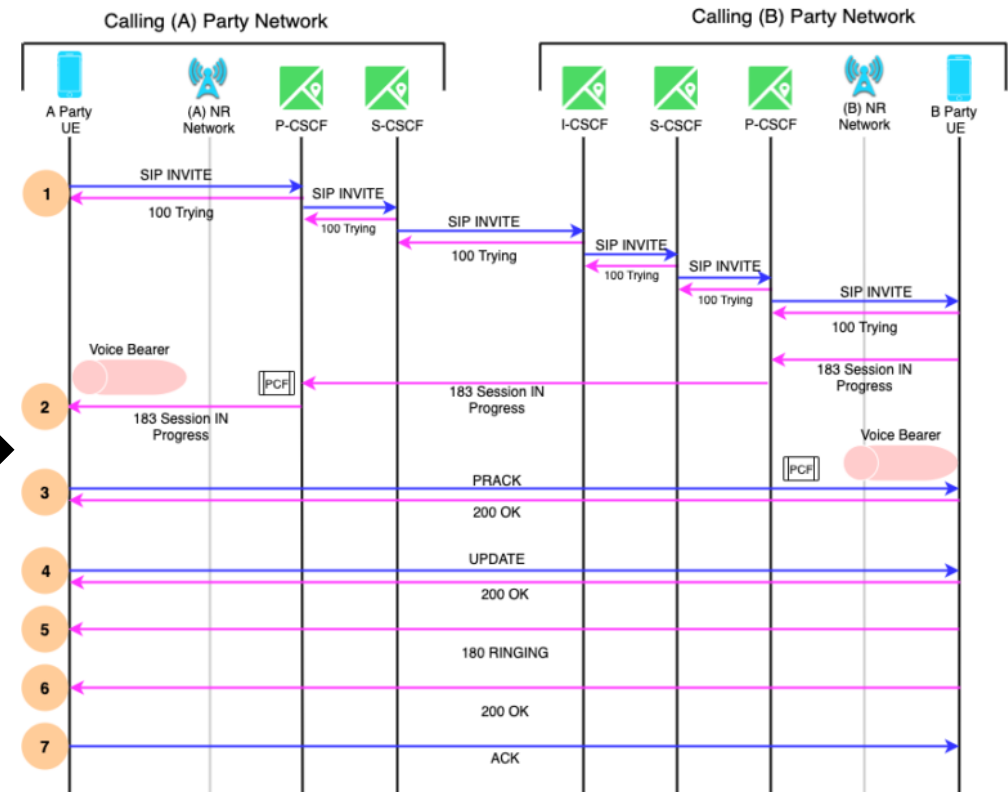 Calling (A) Party Network
Calling (B) Party Network
A Party
UE
(A) NR
Network
P-CSCF
S-CSCF
I-CSCF
S-CSCF
P-CSCF
(B) NR
Network
B Party
UE
1
SIP INVITE
100 Trying
SIP INVITE
100 Trying
SIP INVITE
100 Trying
SIP INVITE
100 Trying
SIP INVITE
100 Trying
SIP INVITE
100 Trying
183 Session IN
Progress
Voice Bearer
PCF
183 Session IN
Progress
2
183 Session IN
Progress
Voice Bearer
PCF
3
PRACK
200 OK
4
UPDATE
200 OK
5
180 RINGING
6
200 OK
7
ACK